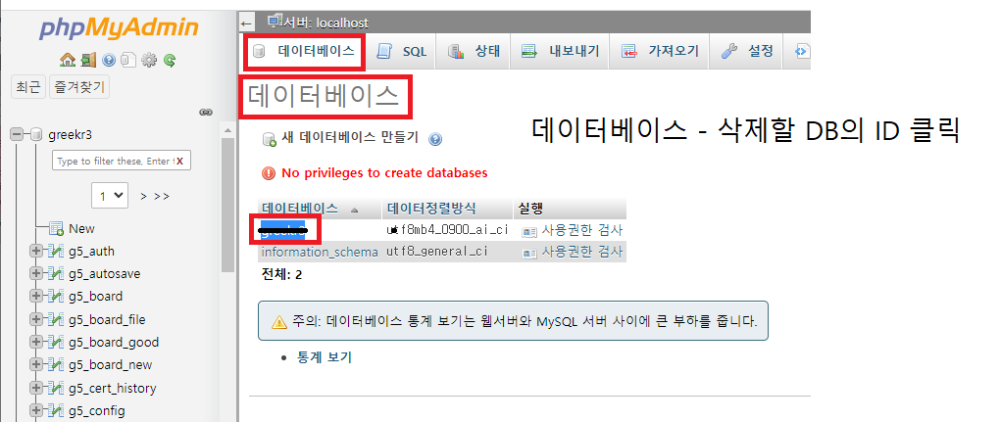 phpMyAdmin
최근 즐겨찾기
greekr3
Type to filter these, Enter X
1 > >>
New
g5_auth
g5_autosave
g5_board
g5_board_file
g5_board_good
g5_board_new
g5_cert_history
g5_config
← 서버: localhost
데이터베이스 SQL 상태 내보내기 가져오기 설정
데이터베이스
데이터베이스 - 삭제할 DB의 ID 클릭
새 데이터베이스 만들기
No privileges to create databases
데이터베이스 데이터정렬방식 실행
utf8mb4_0900_ai_ci 사용권한 검사
information_schema utf8_general_ci 사용권한 검사
전체: 2
주의: 데이터베이스 통계 보기는 웹서버와 MySQL 서버 사이에 큰 부하를 줍니다.
• 통계 보기